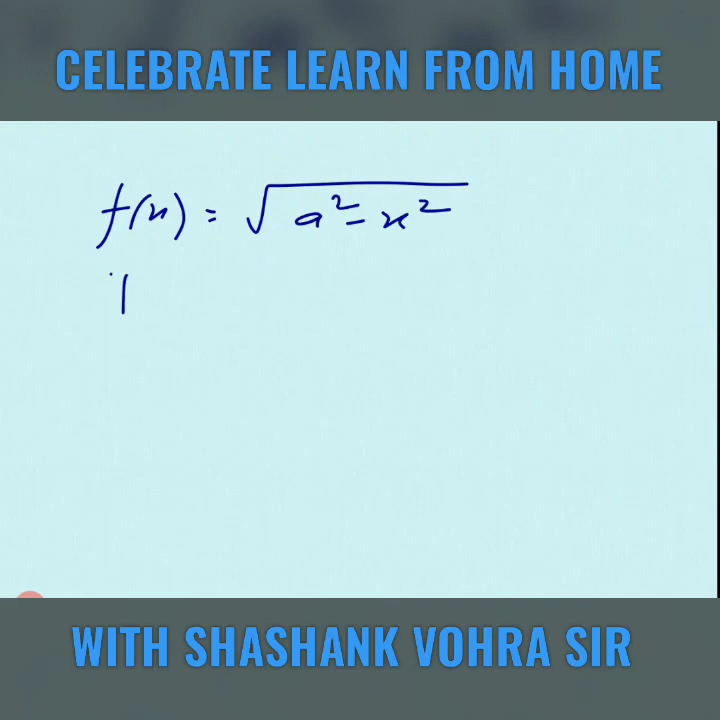 CELEBRATE LEARN FROM HOME
f(x) = √(a² - x²)
WITH SHASHANK VOHRA SIR